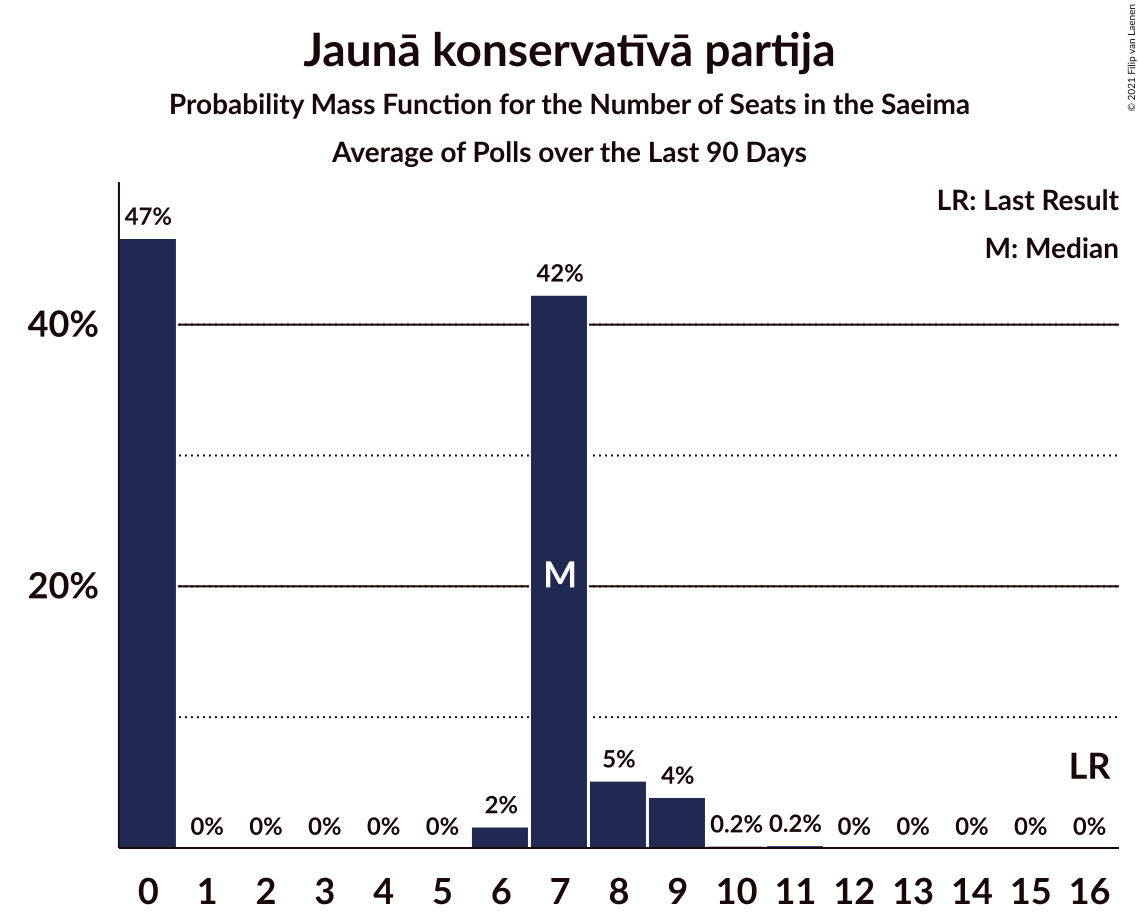 Jaunā konservatīvā partija
Probability Mass Function for the Number of Seats in the Saeima
Average of Polls over the Last 90 Days
© 2021 Filip van Laenen
LR: Last Result
M: Median
47%
42%
40%
M
20%
LR
0% 0% 0% 0% 0% 2% 5% 4% 0.2% 0.2% 0% 0% 0% 0% 0%
0 1 2 3 4 5 6 7 8 9 10 11 12 13 14 15 16